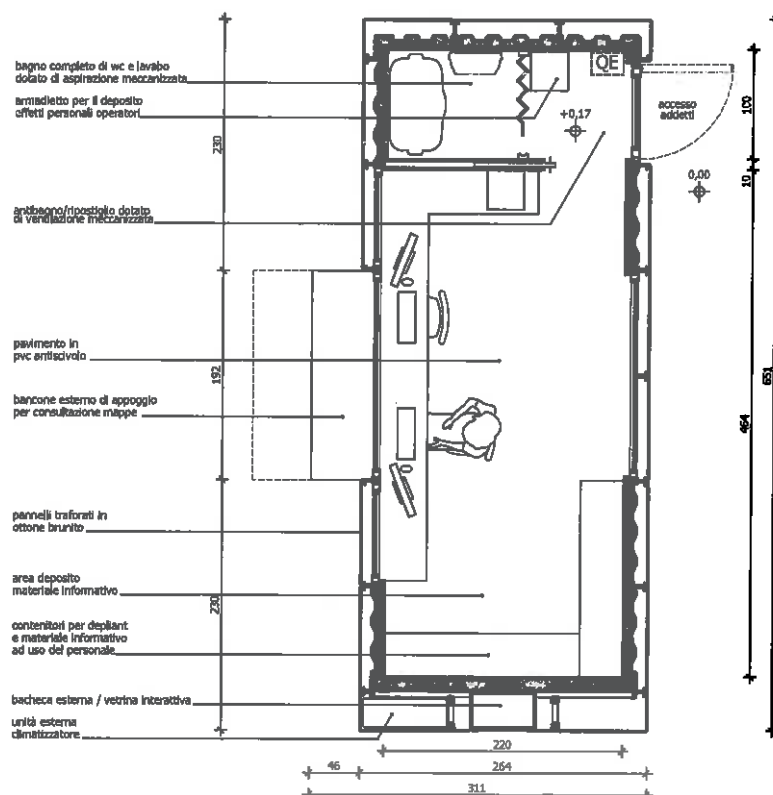 bagno completo di wc e lavabo
dotato di aspirazione meccanizzata
armadietto per il deposito
effetti personali operatori
QE
+0,17
accesso
addetti
100
230
10
0,00
antibagno/ripostiglio dotato
di ventilazione meccanizzata
pavimento in
pvc antiscivolo
192
bancone esterno di appoggio
per consultazione mappe
651
464
pannelli traforati in
ottone brunito
area deposito
materiale informativo
230
contenitori per depliant
e materiale informativo
ad uso del personale
bacheca esterna / vetrina interattiva
unità esterna
climatizzatore
220
46
264
311